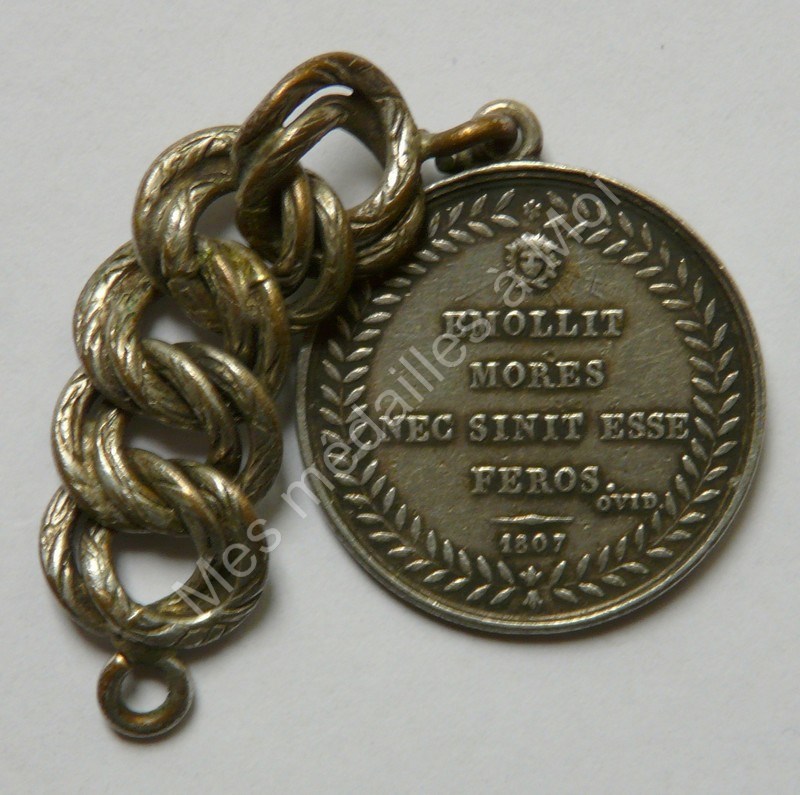 EMOLLIT
MORES
NEC SINIT ESSE
FEROS.
OVID.
1807
Mes médailles à Moi